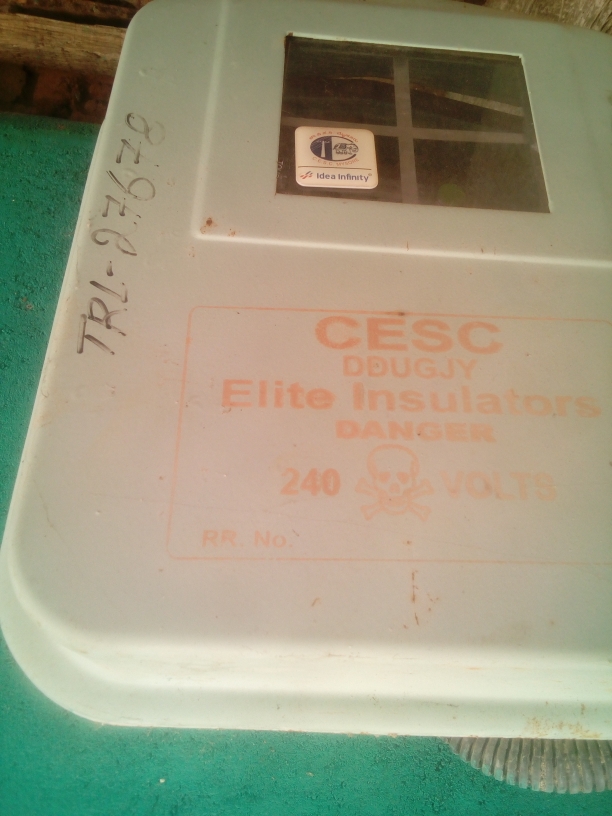 idea infinity
TRL-27678
CESC
DDUGJY
Elite Insulators
DANGER
240 VOLTS
RR. No.